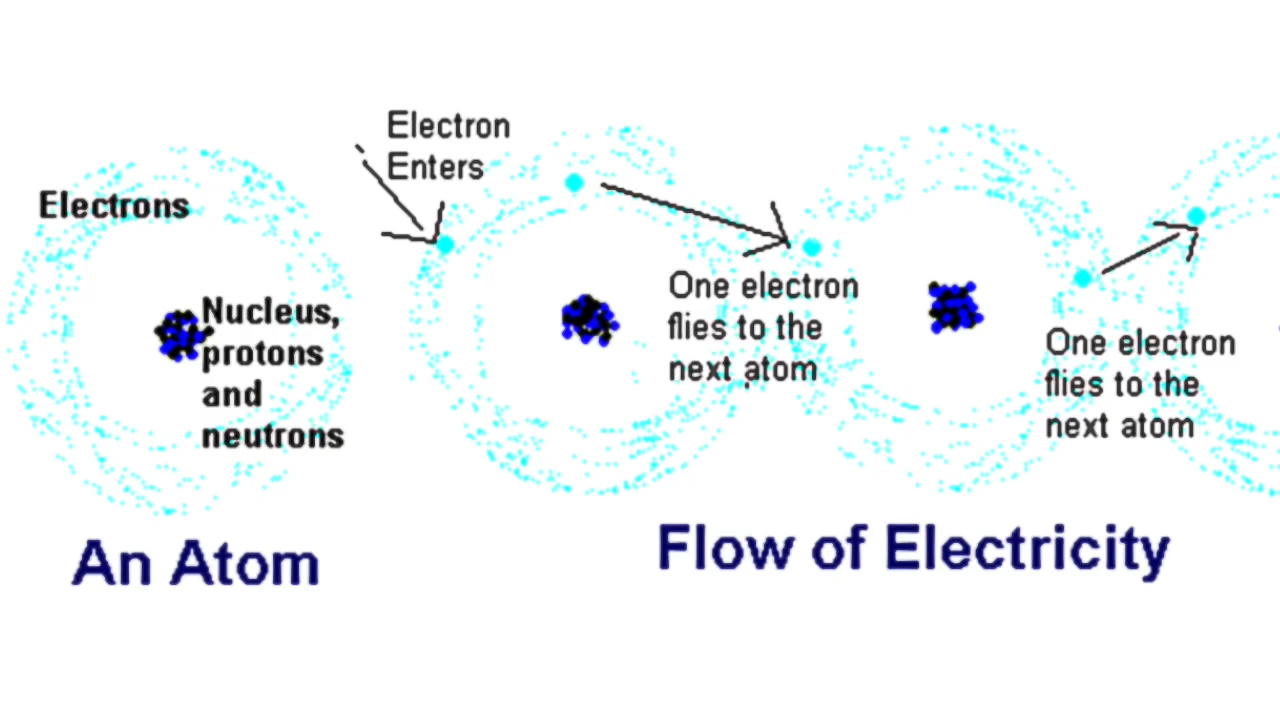 Electrons
Nucleus,
protons
and
neutrons
An Atom
Electron
Enters
One electron
flies to the
next atom
One electron
flies to the
next atom
Flow of Electricity